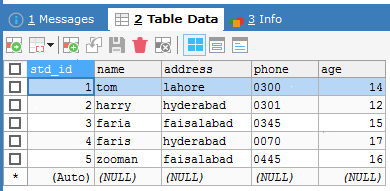 1 Messages 2 Table Data 3 Info
std_id name address phone age
1 tom lahore 0300 14
2 harry hyderabad 0301 12
3 faria faisalabad 0345 15
4 faris hyderabad 0070 17
5 zooman faisalabad 0445 16
* (Auto) (NULL) (NULL) (NULL) (NULL)